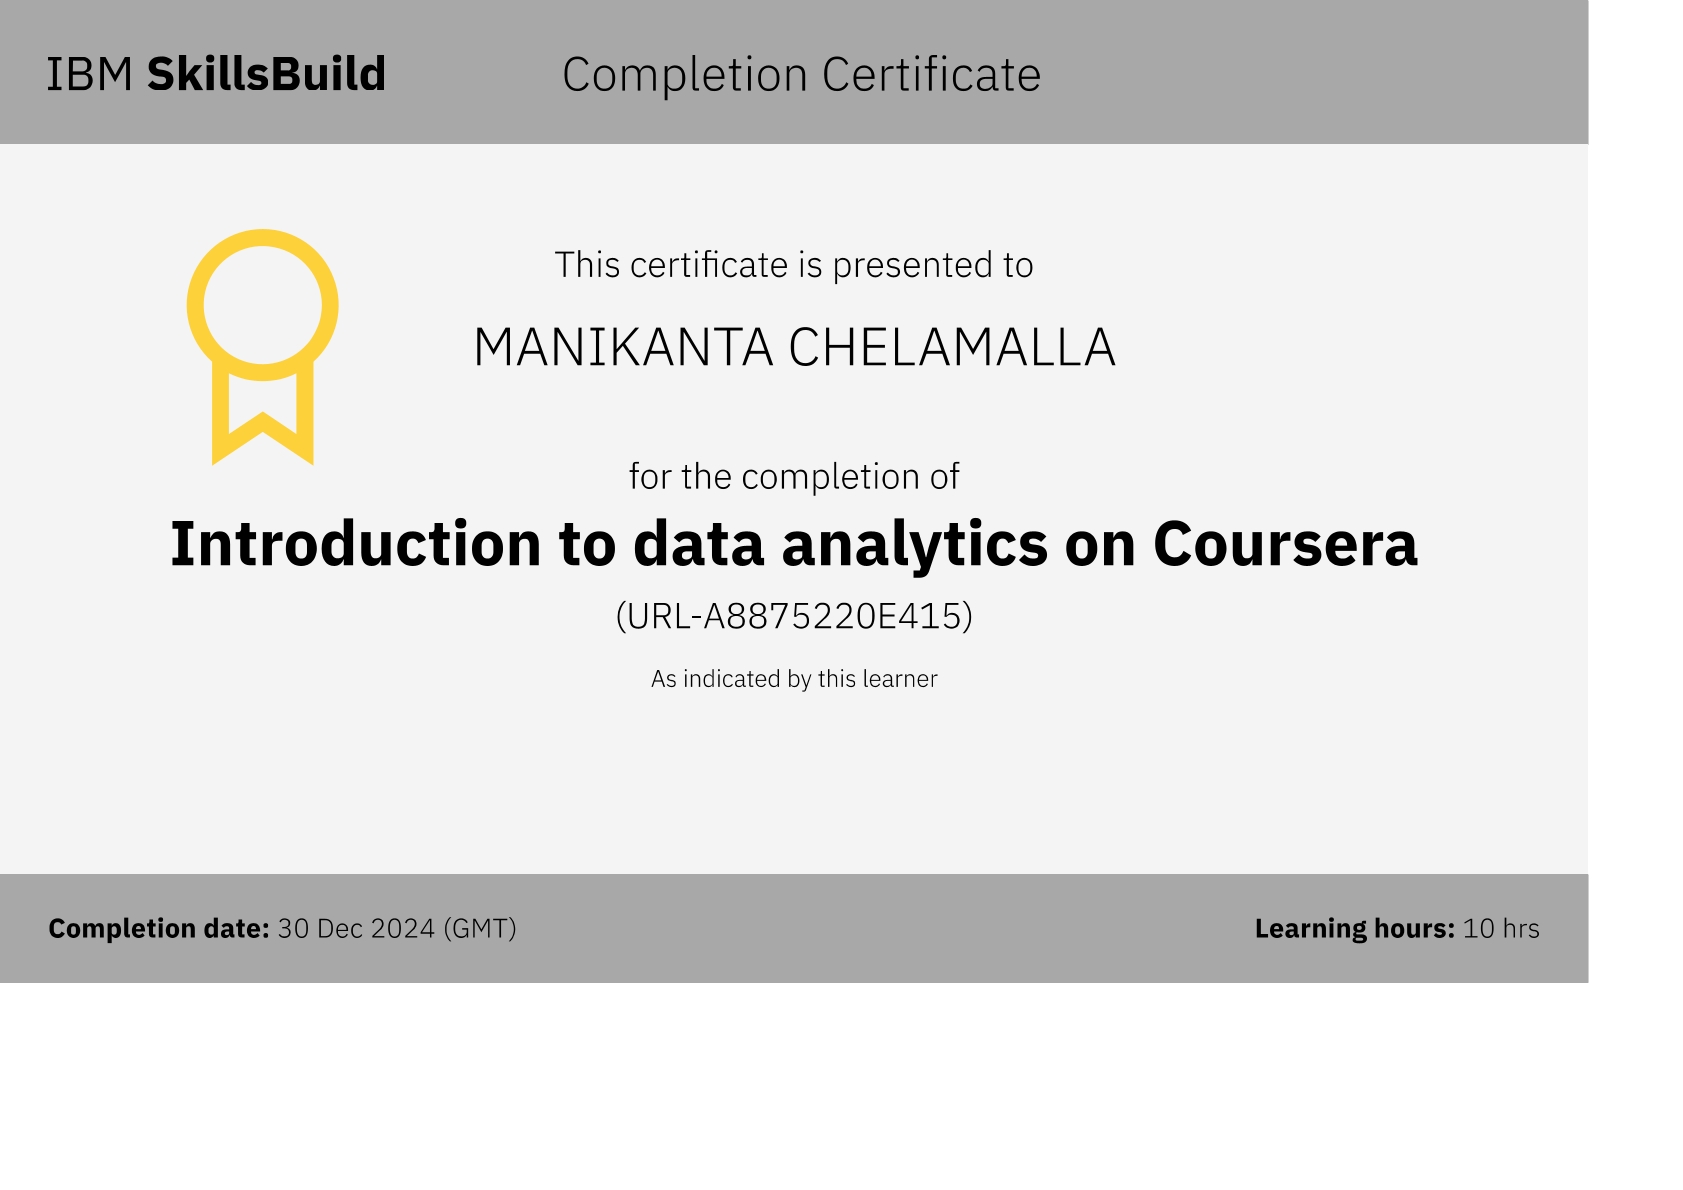 IBM SkillsBuild
Completion Certificate
This certificate is presented to
MANIKANTA CHELAMALLA
for the completion of
Introduction to data analytics on Coursera
(URL-A8875220E415)
As indicated by this learner
Completion date: 30 Dec 2024 (GMT)
Learning hours: 10 hrs